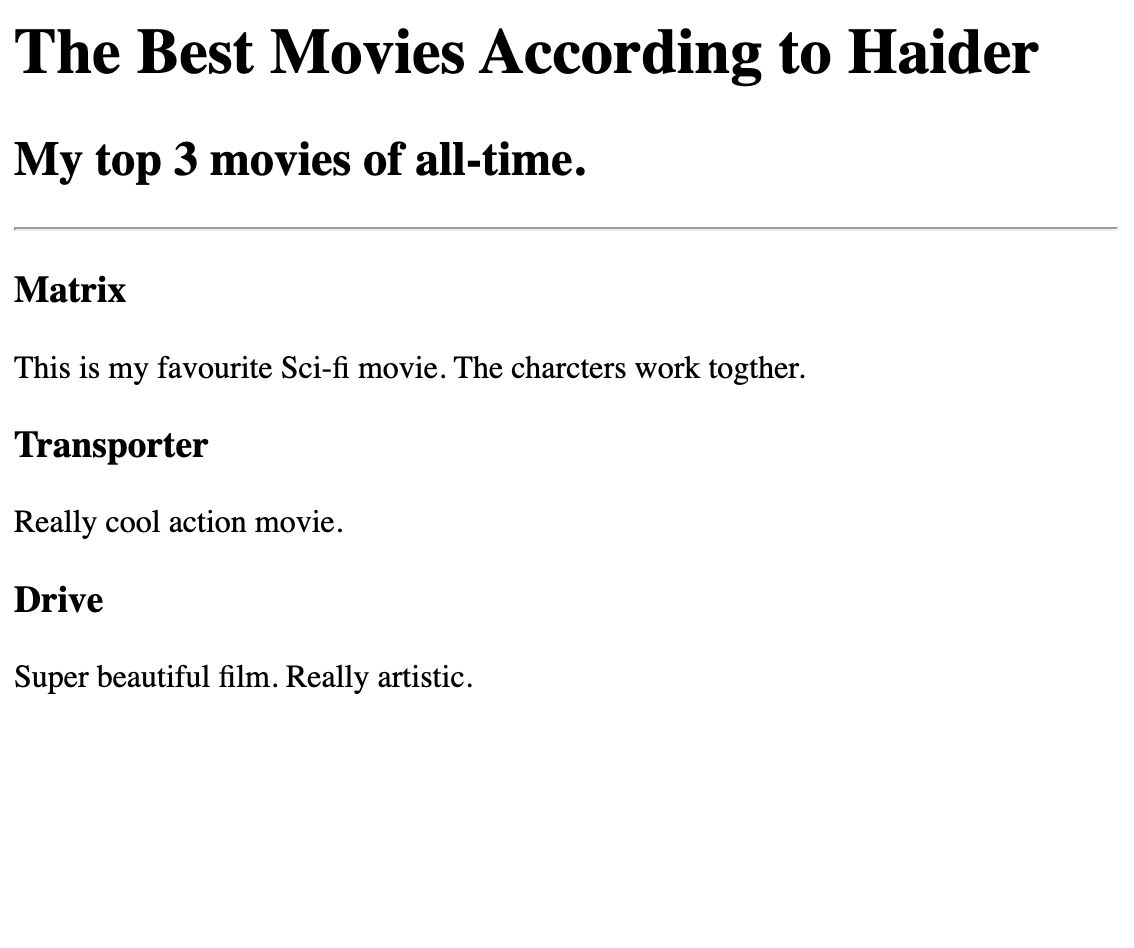 The Best Movies According to Haider
My top 3 movies of all-time.
Matrix
This is my favourite Sci-fi movie. The charcters work togther.
Transporter
Really cool action movie.
Drive
Super beautiful film. Really artistic.